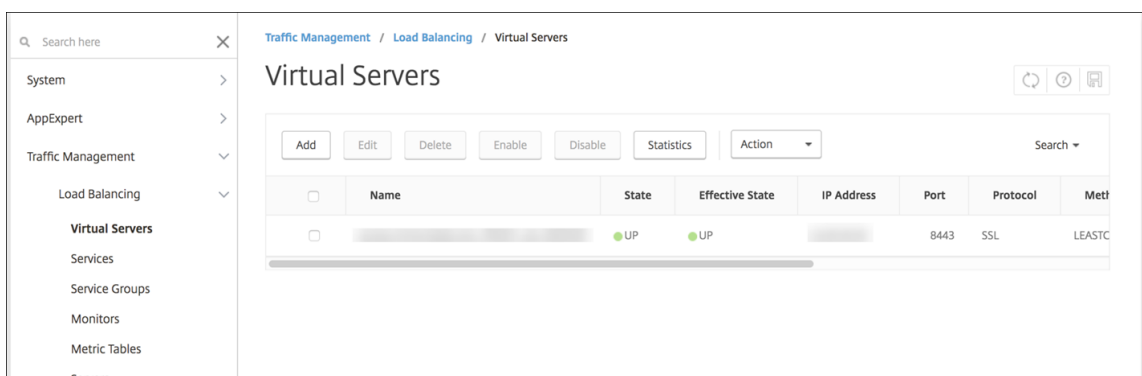 Search here
System
AppExpert
Traffic Management
Load Balancing
Virtual Servers
Services
Service Groups
Monitors
Metric Tables
Traffic Management / Load Balancing / Virtual Servers
Virtual Servers
Add Edit Delete Enable Disable Statistics Action Search
Name State Effective State IP Address Port Protocol
UP UP 8443 SSL LEASTC